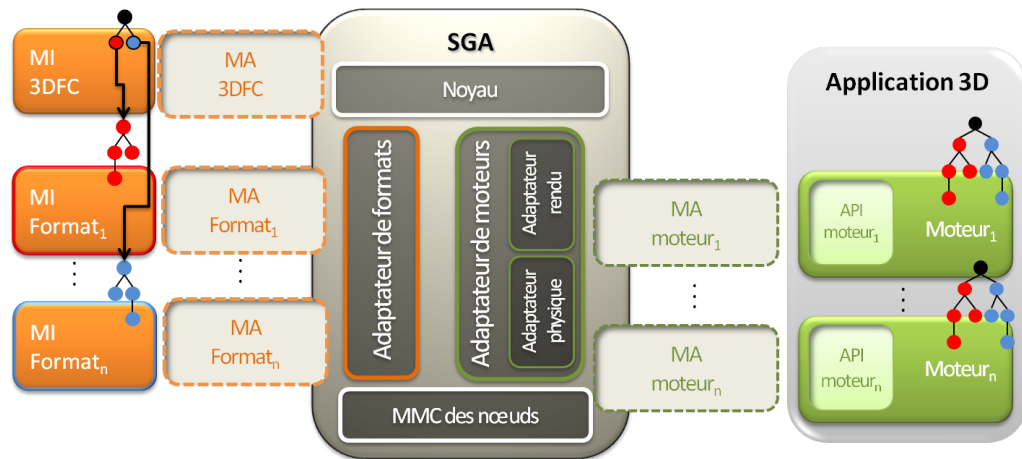 MI
3DFC
MA
3DFC
MI
Format₁
MA
Format₁
MI
Formatₙ
MA
Formatₙ
SGA
Noyau
Adaptateur de formats
Adaptateur de moteurs
Adaptateur
rendu
Adaptateur
physique
MMC des nœuds
MA
moteur₁
MA
moteurₙ
Application 3D
API
moteur₁
Moteur₁
API
moteurₙ
Moteurₙ